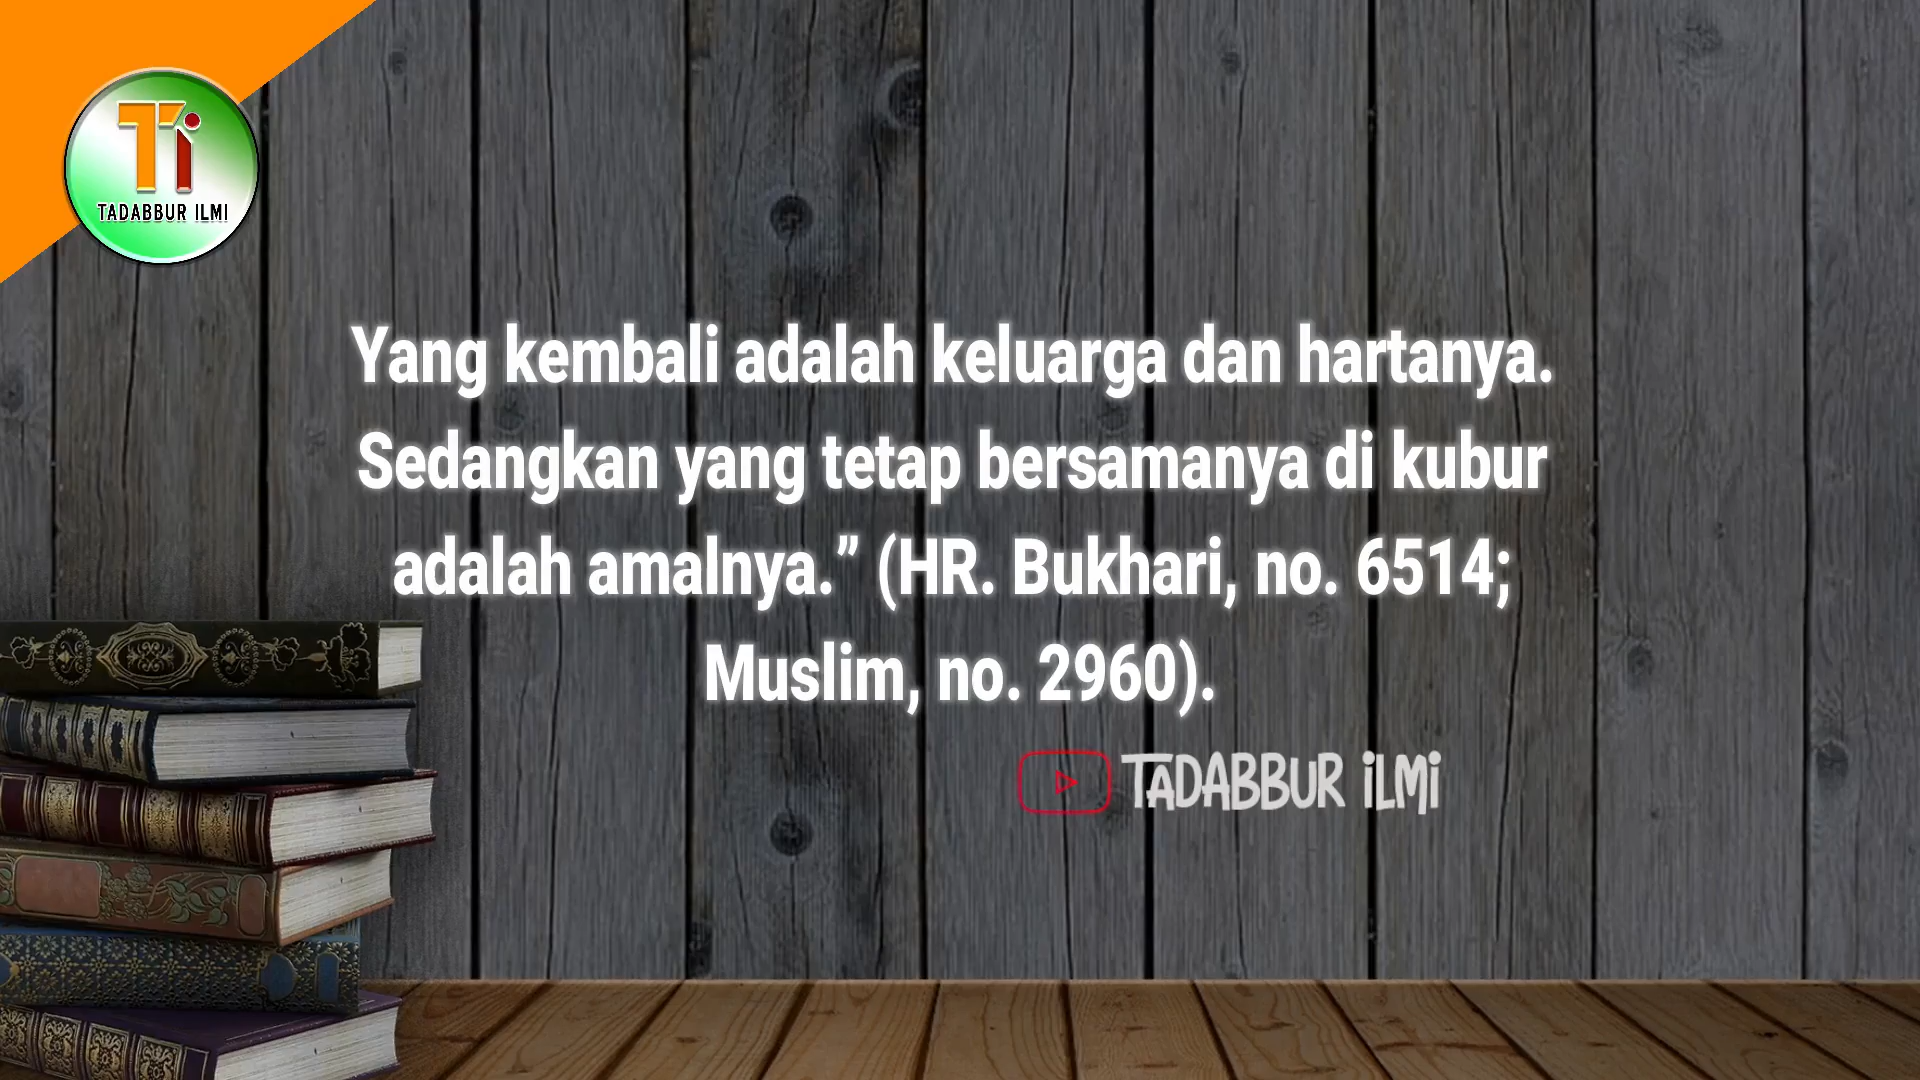 Ti
TADABBUR ILMI
Yang kembali adalah keluarga dan hartanya.
Sedangkan yang tetap bersamanya di kubur
adalah amalnya.” (HR. Bukhari, no. 6514;
Muslim, no. 2960).
TADABBUR iLMi